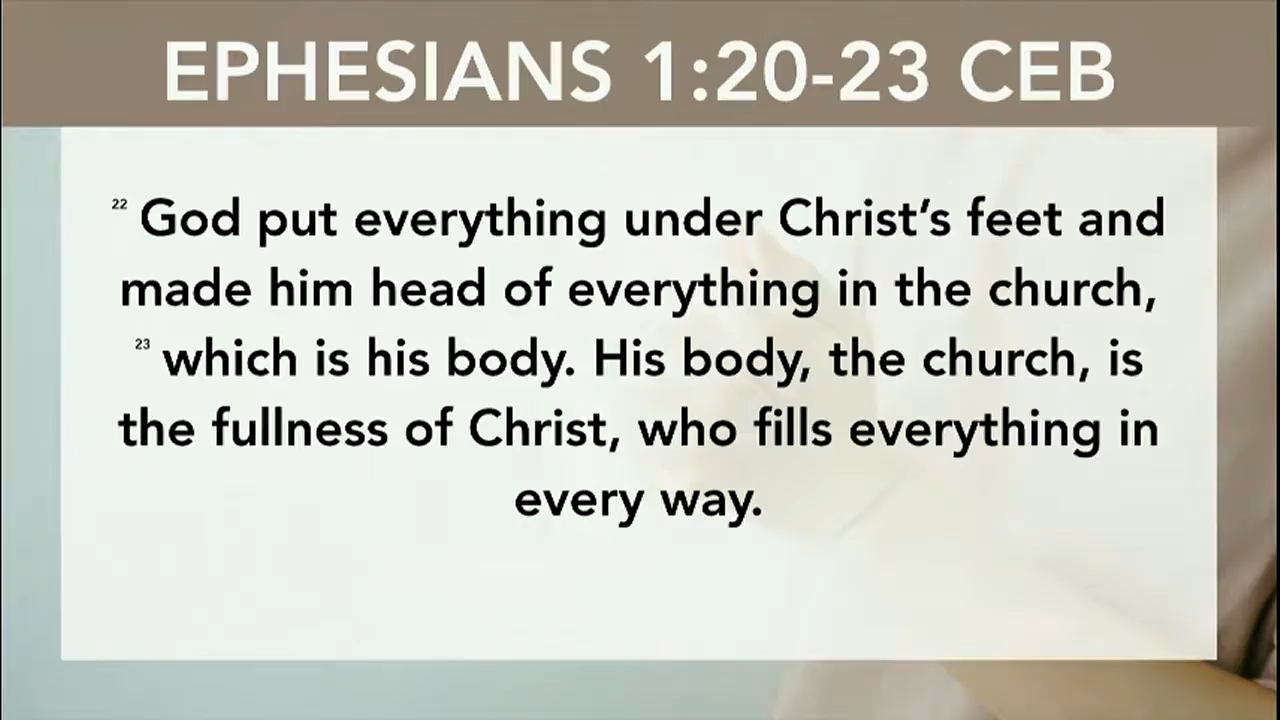 EPHESIANS 1:20-23 CEB
22 God put everything under Christ’s feet and
made him head of everything in the church,
23 which is his body. His body, the church, is
the fullness of Christ, who fills everything in
every way.